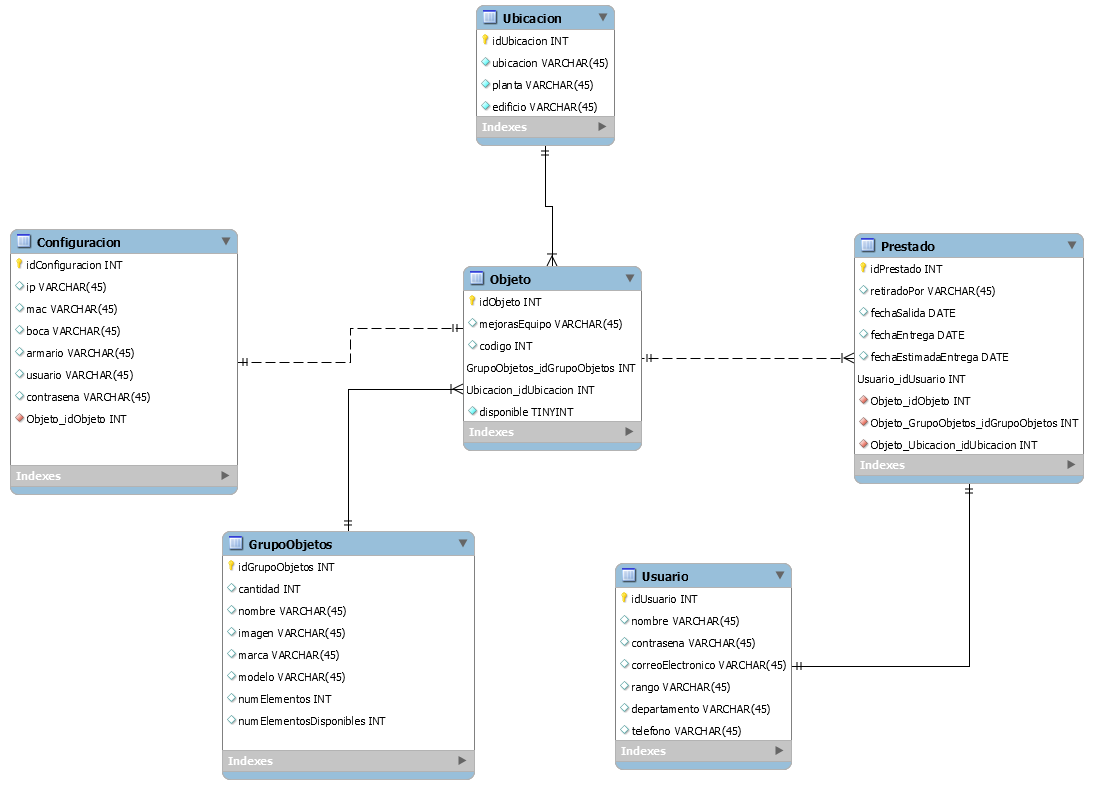 Ubicacion
idUbicacion INT
ubicacion VARCHAR(45)
planta VARCHAR(45)
edificio VARCHAR(45)
Indexes
Configuracion
idConfiguracion INT
ip VARCHAR(45)
mac VARCHAR(45)
boca VARCHAR(45)
armario VARCHAR(45)
usuario VARCHAR(45)
contrasena VARCHAR(45)
Objeto_idObjeto INT
Indexes
Objeto
idObjeto INT
mejorasEquipo VARCHAR(45)
codigo INT
GrupoObjetos_idGrupoObjetos INT
Ubicacion_idUbicacion INT
disponible TINYINT
Indexes
Prestado
idPrestado INT
retiradoPor VARCHAR(45)
fechaSalida DATE
fechaEntrega DATE
fechaEstimadaEntrega DATE
Usuario_idUsuario INT
Objeto_idObjeto INT
Objeto_GrupoObjetos_idGrupoObjetos INT
Objeto_Ubicacion_idUbicacion INT
Indexes
GrupoObjetos
idGrupoObjetos INT
cantidad INT
nombre VARCHAR(45)
imagen VARCHAR(45)
marca VARCHAR(45)
modelo VARCHAR(45)
numElementos INT
numElementosDisponibles INT
Indexes
Usuario
idUsuario INT
nombre VARCHAR(45)
contrasena VARCHAR(45)
correoElectronico VARCHAR(45)
rango VARCHAR(45)
departamento VARCHAR(45)
telefono VARCHAR(45)
Indexes